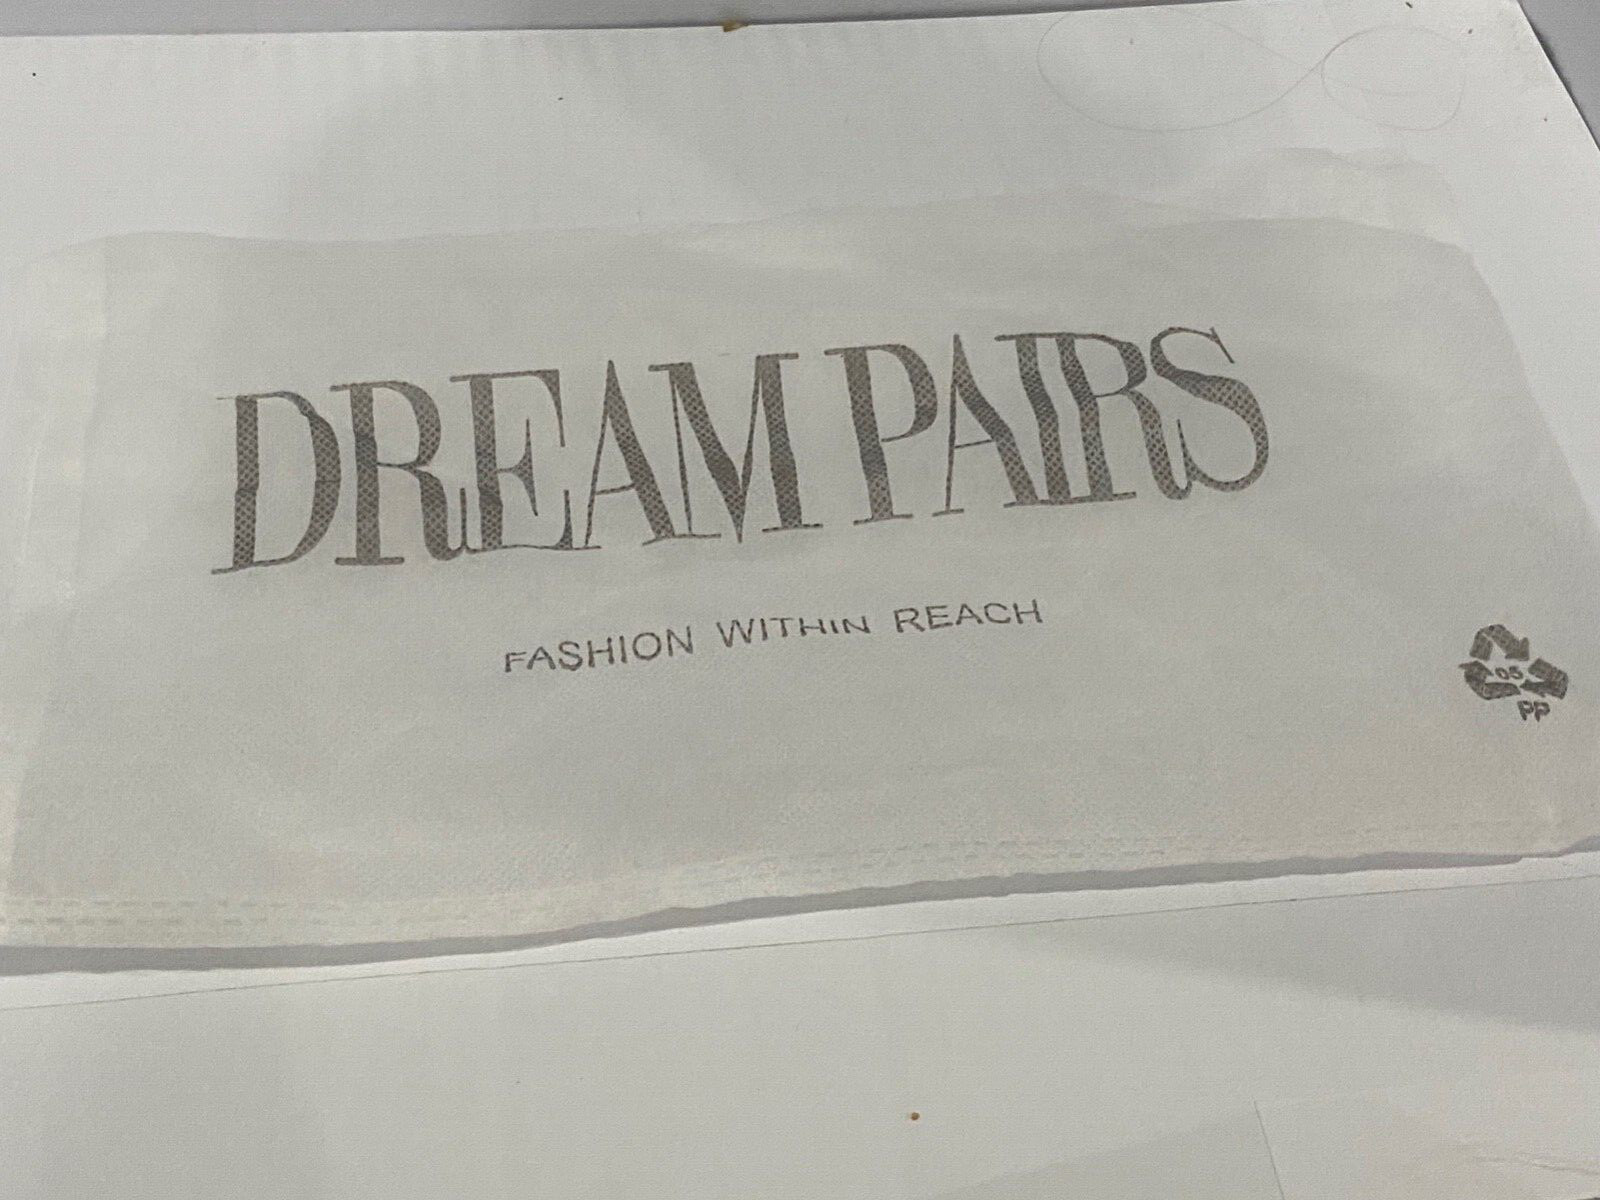 DREAM PAIRS
FASHION WITHIN REACH
05
PP